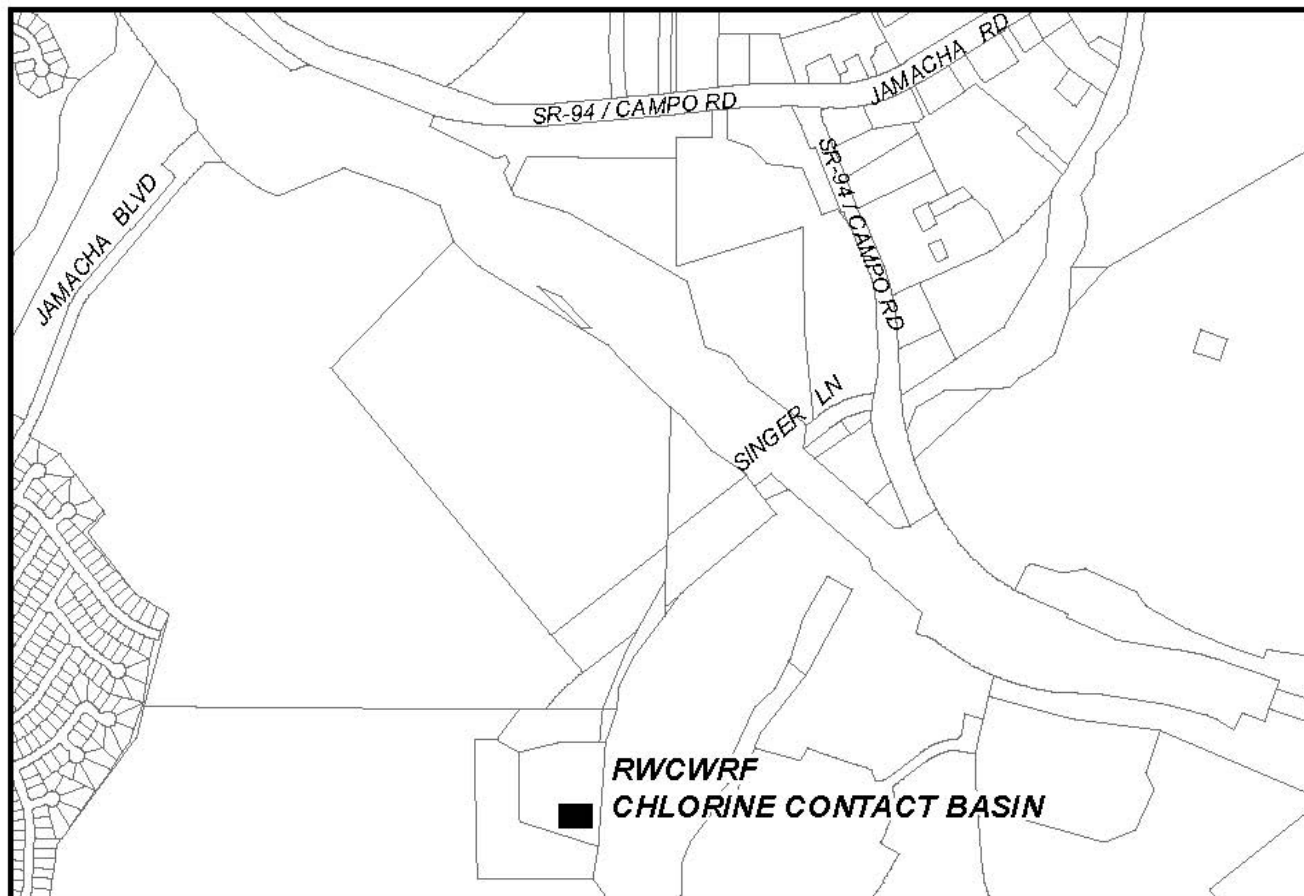 JAMACHA RD
SR-94 / CAMPO RD
SR-94 / CAMPO RD
JAMACHA BLVD
SINGER LN
RWCWRF
CHLORINE CONTACT BASIN